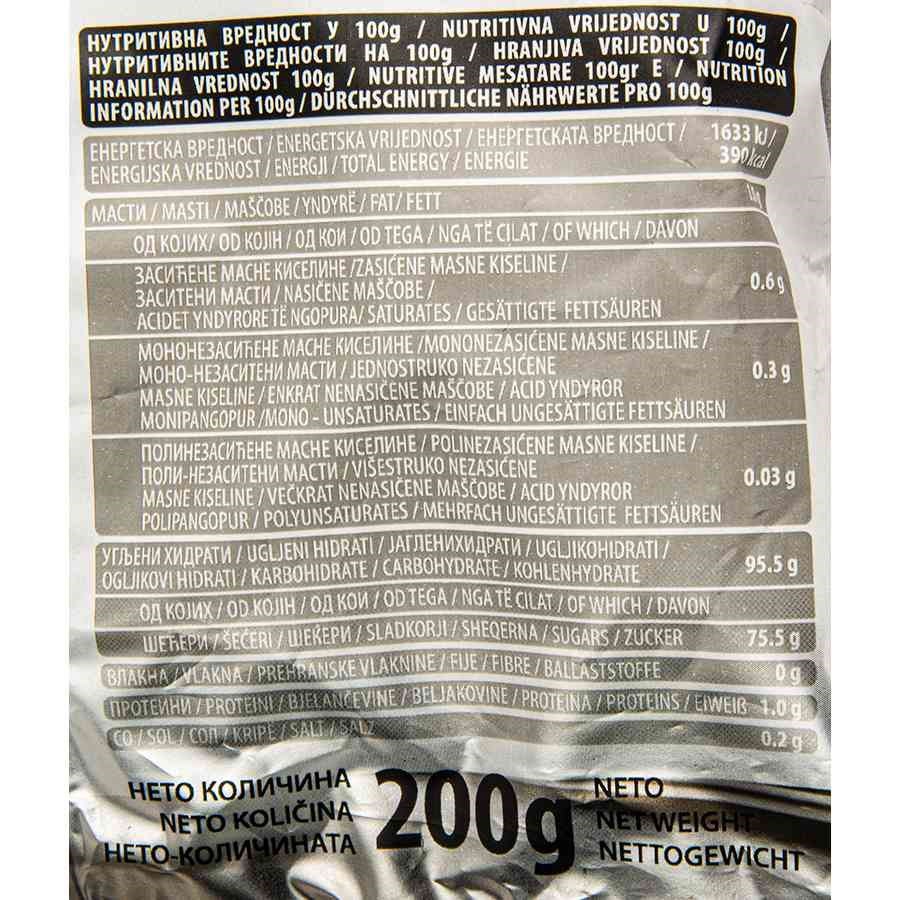 НУТРИТИВНА ВРЕДНОСТ У 100g / NUTRITIVNA VRIJEDNOST U 100g /
НУТРИТИВНИТЕ ВРЕДНОСТИ НА 100g / HRANJIVA VRIJEDNOST 100g /
HRANILNA VREDNOST 100g / NUTRITIVE MESATARE 100gr E / NUTRITION
INFORMATION PER 100g / DURCHSCHNITTLICHE NÄHRWERTE PRO 100g
ЕНЕРГЕТСКА ВРЕДНОСТ / ENERGETSKA VRIJEDNOST / ЕНЕРГЕТСКАТА ВРЕДНОСТ / 1633 kJ/
ENERGIJSKA VREDNOST / ENERGJI / TOTAL ENERGY / ENERGIE 390 kcal
МАСТИ / MASTI / MAŠČOBE / YNDYRË / FAT/ FETT
ОД КОЈИХ/ OD KOJIH / ОД КОИ / OD TEGA / NGA TË CILAT / OF WHICH / DAVON
ЗАСИЋЕНЕ МАСНЕ КИСЕЛИНЕ /ZASIĆENE MASNE KISELINE /
ЗАСИТЕНИ МАСТИ / NASIČENE MAŠČOBE / 0.6 g
ACIDET YNDYRORE TË NGOPURA/ SATURATES / GESÄTTIGTE FETTSÄUREN
МОНОНЕЗАСИЋЕНЕ МАСНЕ КИСЕЛИНЕ /MONONEZASIĆENE MASNE KISELINE /
МОНО-НЕЗАСИТЕНИ МАСТИ / JEDNOSTRUKO NEZASIĆENE 0.3 g
MASNE KISELINE / ENKRAT NENASIČENE MAŠČOBE / ACID YNDYROR
MONIPANGOPUR /MONO - UNSATURATES / EINFACH UNGESÄTTIGTE FETTSÄUREN
ПОЛИНЕЗАСИЋЕНЕ МАСНЕ КИСЕЛИНЕ / POLINEZASIĆENE MASNE KISELINE /
ПОЛИ-НЕЗАСИТЕНИ МАСТИ / VIŠESTRUKO NEZASIĆENE 0.03 g
MASNE KISELINE / VEČKRAT NENASIČENE MAŠČOBE / ACID YNDYROR
POLIPANGOPUR / POLYUNSATURATES / MEHRFACH UNGESÄTTIGTE FETTSÄUREN
УГЉЕНИ ХИДРАТИ / UGLJENI HIDRATI / ЈАГЛЕНИХИДРАТИ / UGLJIKOHIDRATI / 95.5 g
OGLJIKOVI HIDRATI / KARBOHIDRATE / CARBOHYDRATE / KOHLENHYDRATE
ОД КОЈИХ / OD KOJIH / ОД КОИ / OD TEGA / NGA TË CILAT / OF WHICH / DAVON
ШЕЋЕРИ / ŠEĆERI / ШЕЌЕРИ / SLADKORJI / SHEQERNA / SUGARS / ZUCKER 75.5 g
ВЛАКНА / VLAKNA / PREHRANSKE VLAKNINE / FIJE / FIBRE / BALLASTSTOFFE 0 g
ПРОТЕИНИ / PROTEINI / BJELANČEVINE / BELJAKOVINE / PROTEINA / PROTEINS / EIWEIß 1.0 g
СО / SOL / СОЛ / KRIPË / SALT / SALZ 0.2 g
НЕТО КОЛИЧИНА 200g NETO
NETO KOLIČINA NET WEIGHT
НЕТО-КОЛИЧИНАТА NETTOGEWICHT